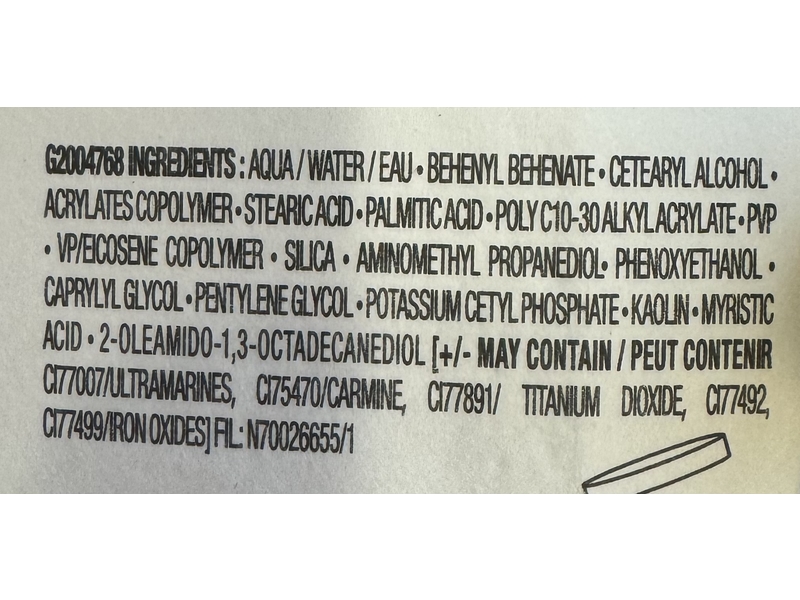 G2004768 INGREDIENTS : AQUA / WATER / EAU • BEHENYL BEHENATE • CETEARYL ALCOHOL •
ACRYLATES COPOLYMER • STEARIC ACID • PALMITIC ACID • POLY C10-30 ALKYL ACRYLATE • PVP
• VP/EICOSENE COPOLYMER • SILICA • AMINOMETHYL PROPANEDIOL• PHENOXYETHANOL •
CAPRYLYL GLYCOL • PENTYLENE GLYCOL • POTASSIUM CETYL PHOSPHATE • KAOLIN • MYRISTIC
ACID • 2-OLEAMIDO-1,3-OCTADECANEDIOL [+/- MAY CONTAIN / PEUT CONTENIR
CI77007/ULTRAMARINES, CI75470/CARMINE, CI77891/ TITANIUM DIOXIDE, CI77492,
CI77499/IRON OXIDES] FIL : N70026655/1